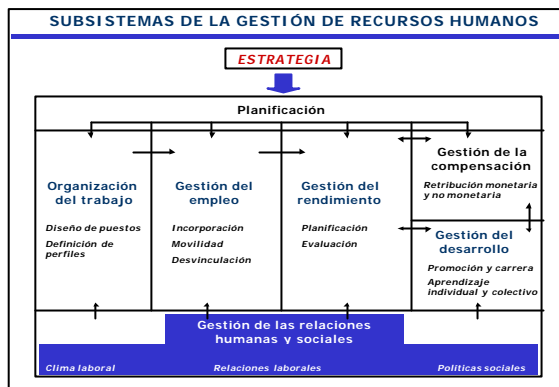 SUBSISTEMAS DE LA GESTIÓN DE RECURSOS HUMANOS
ESTRATEGIA
Planificación
Organización
del trabajo
Diseño de puestos
Definición de
perfiles
Gestión del
empleo
Incorporación
Movilidad
Desvinculación
Gestión del
rendimiento
Planificación
Evaluación
Gestión de la
compensación
Retribución monetaria
y no monetaria
Gestión del
desarrollo
Promoción y carrera
Aprendizaje
individual y colectivo
Gestión de las relaciones
humanas y sociales
Clima laboral
Relaciones laborales
Políticas sociales